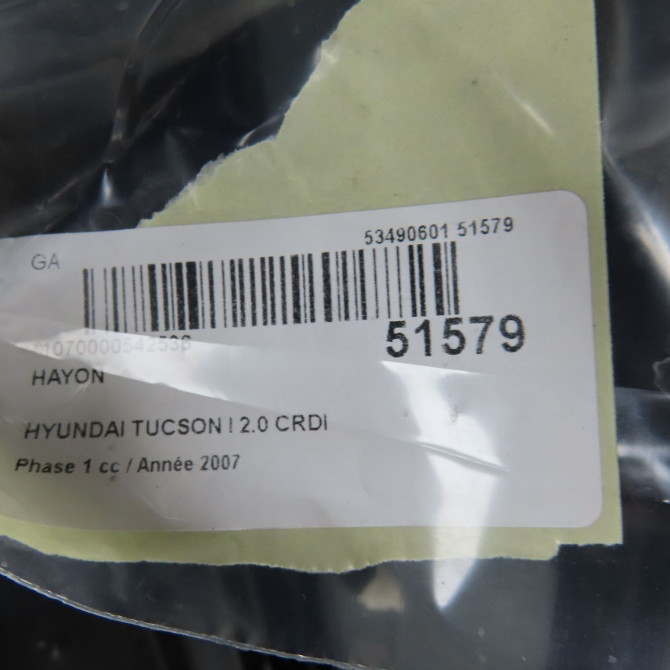 GA
53490601 51579
51579
HAYON
HYUNDAI TUCSON I 2.0 CRDI
Phase 1 cc / Année 2007